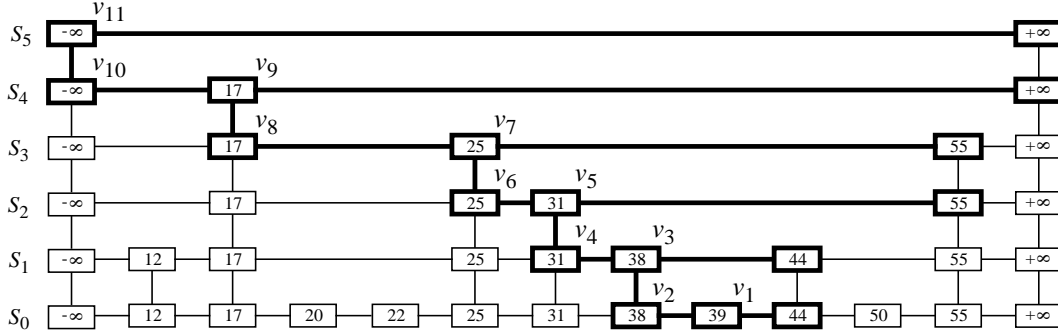 v11
S5 -∞ +∞
v10 v9
S4 -∞ 17 +∞
v8 v7
S3 -∞ 17 25 55 +∞
v6 v5
S2 -∞ 17 25 31 55 +∞
v4 v3
S1 -∞ 12 17 25 31 38 44 55 +∞
v2 v1
S0 -∞ 12 17 20 22 25 31 38 39 44 50 55 +∞